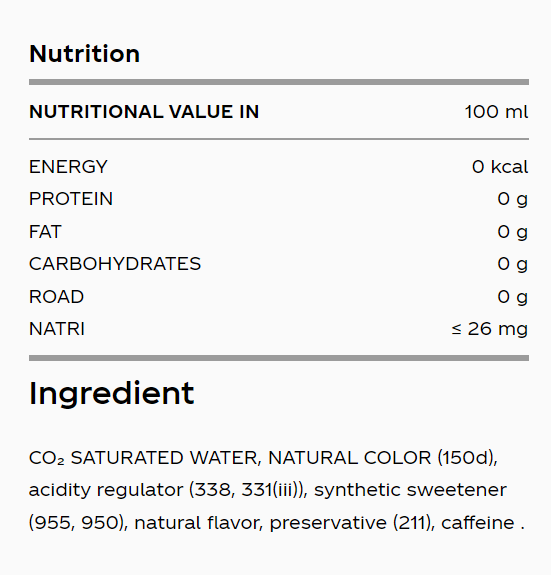 Nutrition
NUTRITIONAL VALUE IN 100 ml
ENERGY 0 kcal
PROTEIN 0 g
FAT 0 g
CARBOHYDRATES 0 g
ROAD 0 g
NATRI ≤ 26 mg
Ingredient
CO₂ SATURATED WATER, NATURAL COLOR (150d),
acidity regulator (338, 331(iii)), synthetic sweetener
(955, 950), natural flavor, preservative (211), caffeine .